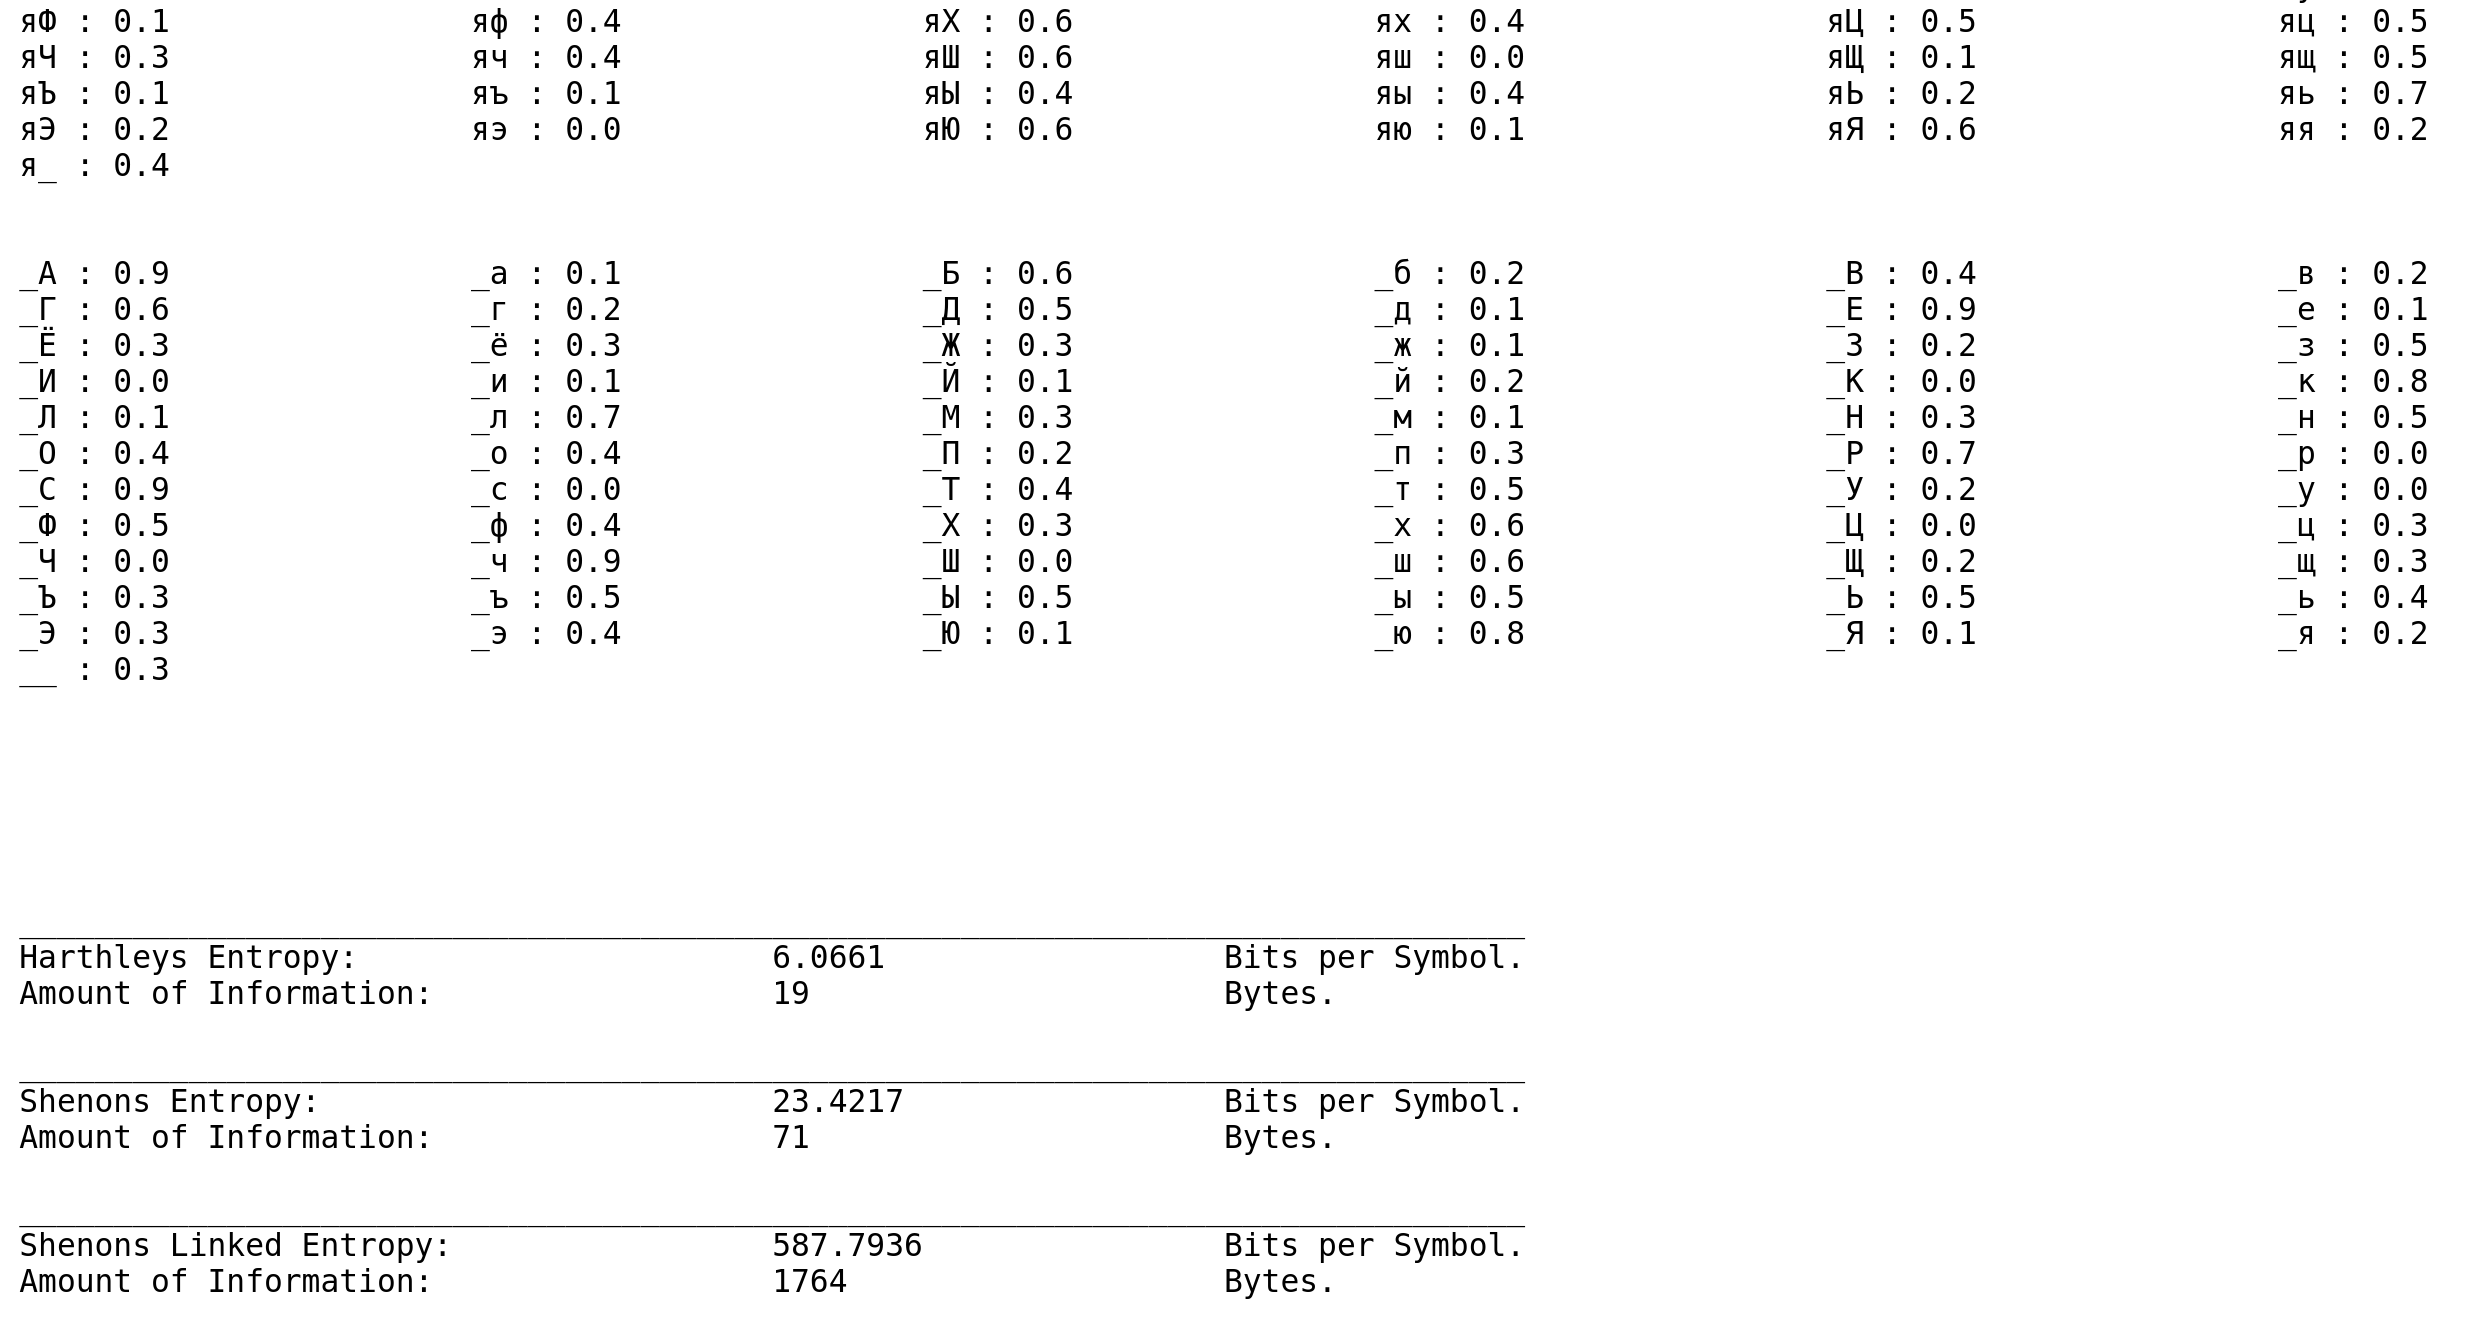 яФ : 0.1 яф : 0.4 яХ : 0.6 ях : 0.4 яЦ : 0.5 яц : 0.5
яЧ : 0.3 яч : 0.4 яШ : 0.6 яш : 0.0 яЩ : 0.1 ящ : 0.5
яЪ : 0.1 яъ : 0.1 яЫ : 0.4 яы : 0.4 яЬ : 0.2 яь : 0.7
яЭ : 0.2 яэ : 0.0 яЮ : 0.6 яю : 0.1 яЯ : 0.6 яя : 0.2
я_ : 0.4
_А : 0.9 _а : 0.1 _Б : 0.6 _б : 0.2 _В : 0.4 _в : 0.2
_Г : 0.6 _г : 0.2 _Д : 0.5 _д : 0.1 _Е : 0.9 _е : 0.1
_Ё : 0.3 _ё : 0.3 _Ж : 0.3 _ж : 0.1 _З : 0.2 _з : 0.5
_И : 0.0 _и : 0.1 _Й : 0.1 _й : 0.2 _К : 0.0 _к : 0.8
_Л : 0.1 _л : 0.7 _М : 0.3 _м : 0.1 _Н : 0.3 _н : 0.5
_О : 0.4 _о : 0.4 _П : 0.2 _п : 0.3 _Р : 0.7 _р : 0.0
_С : 0.9 _с : 0.0 _Т : 0.4 _т : 0.5 _У : 0.2 _у : 0.0
_Ф : 0.5 _ф : 0.4 _Х : 0.3 _х : 0.6 _Ц : 0.0 _ц : 0.3
_Ч : 0.0 _ч : 0.9 _Ш : 0.0 _ш : 0.6 _Щ : 0.2 _щ : 0.3
_Ъ : 0.3 _ъ : 0.5 _Ы : 0.5 _ы : 0.5 _Ь : 0.5 _ь : 0.4
_Э : 0.3 _э : 0.4 _Ю : 0.1 _ю : 0.8 _Я : 0.1 _я : 0.2
__ : 0.3
Harthleys Entropy: 6.0661 Bits per Symbol.
Amount of Information: 19 Bytes.
Shenons Entropy: 23.4217 Bits per Symbol.
Amount of Information: 71 Bytes.
Shenons Linked Entropy: 587.7936 Bits per Symbol.
Amount of Information: 1764 Bytes.